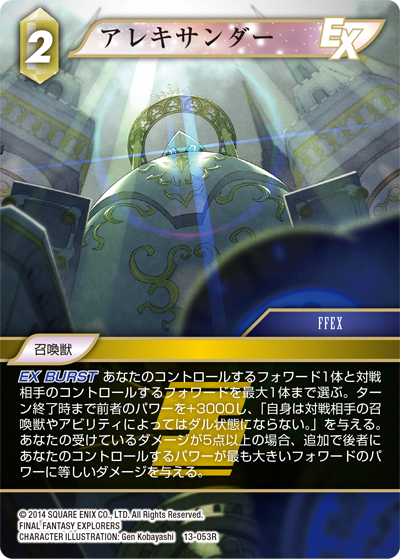 2
アレキサンダー
EX
FFEX
召喚獣
EX BURST あなたのコントロールするフォワード1体と対戦
相手のコントロールするフォワードを最大1体まで選ぶ。ターン
終了時まで前者のパワーを+3000し、「自身は対戦相手の召
喚獣やアビリティによってはダル状態にならない。」を与える。
あなたの受けているダメージが5点以上の場合、追加で後者に
あなたのコントロールするパワーが最も大きいフォワードのパ
ワーに等しいダメージを与える。
© 2014 SQUARE ENIX CO., LTD. All Rights Reserved.
FINAL FANTASY EXPLORERS
CHARACTER ILLUSTRATION: Gen Kobayashi 13-053R